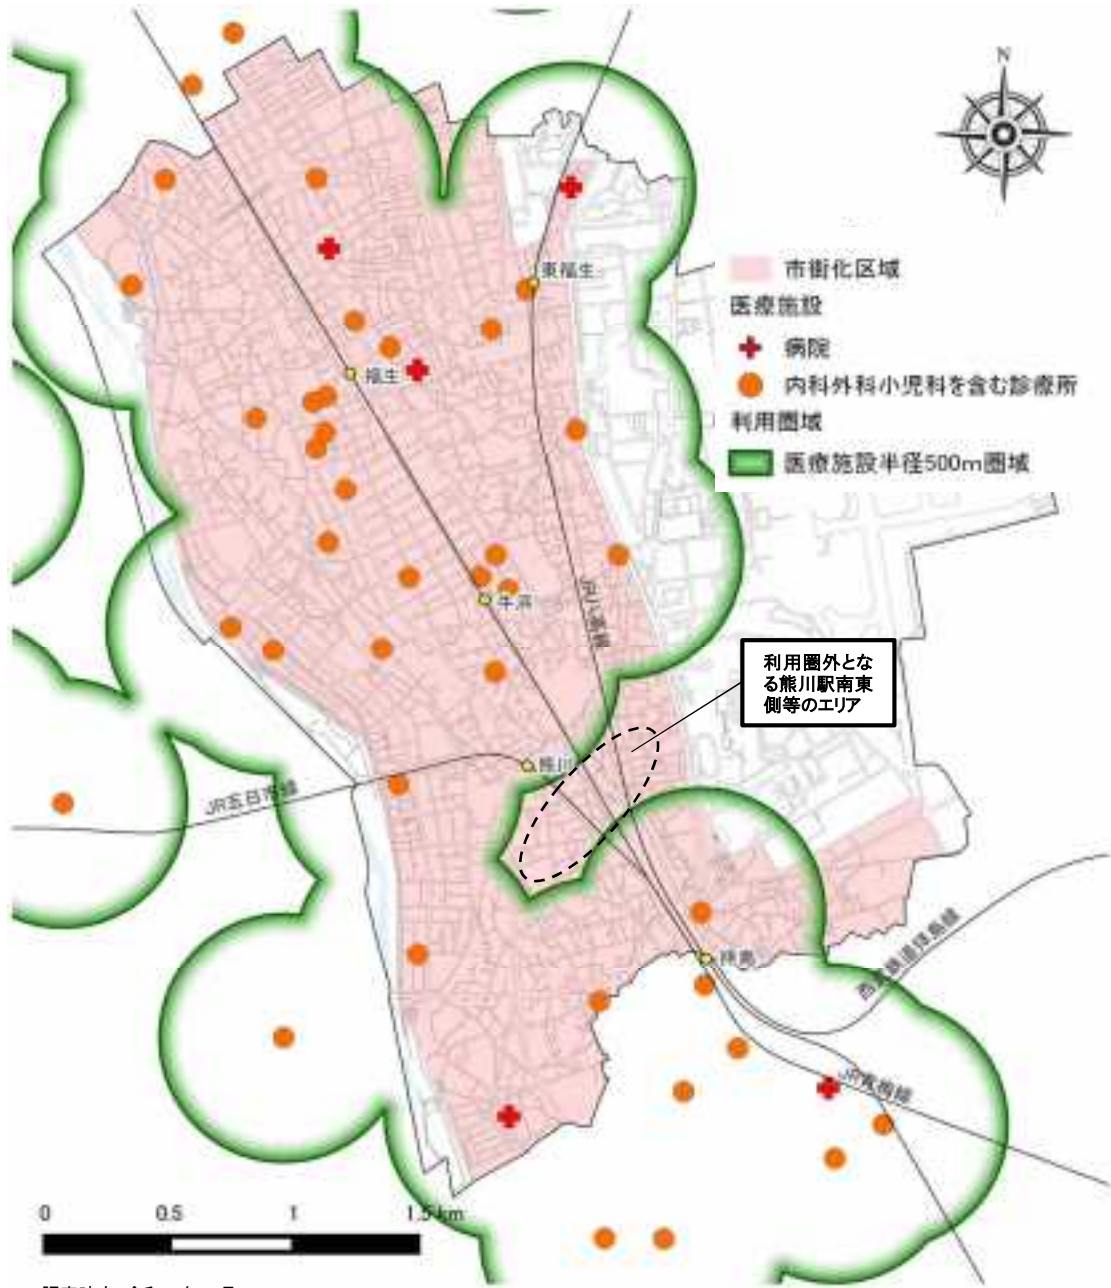 N
市街化区域
医療施設
病院
内科外科小児科を含む診療所
利用圏域
医療施設半径500m圏域
東福生
福生
牛浜
JR八高線
利用圏外とな
る熊川駅南東
側等のエリア
熊川
JR五日市線
拝島
西武鉄道拝島線
JR青梅線
0 0.5 1 1.5 km